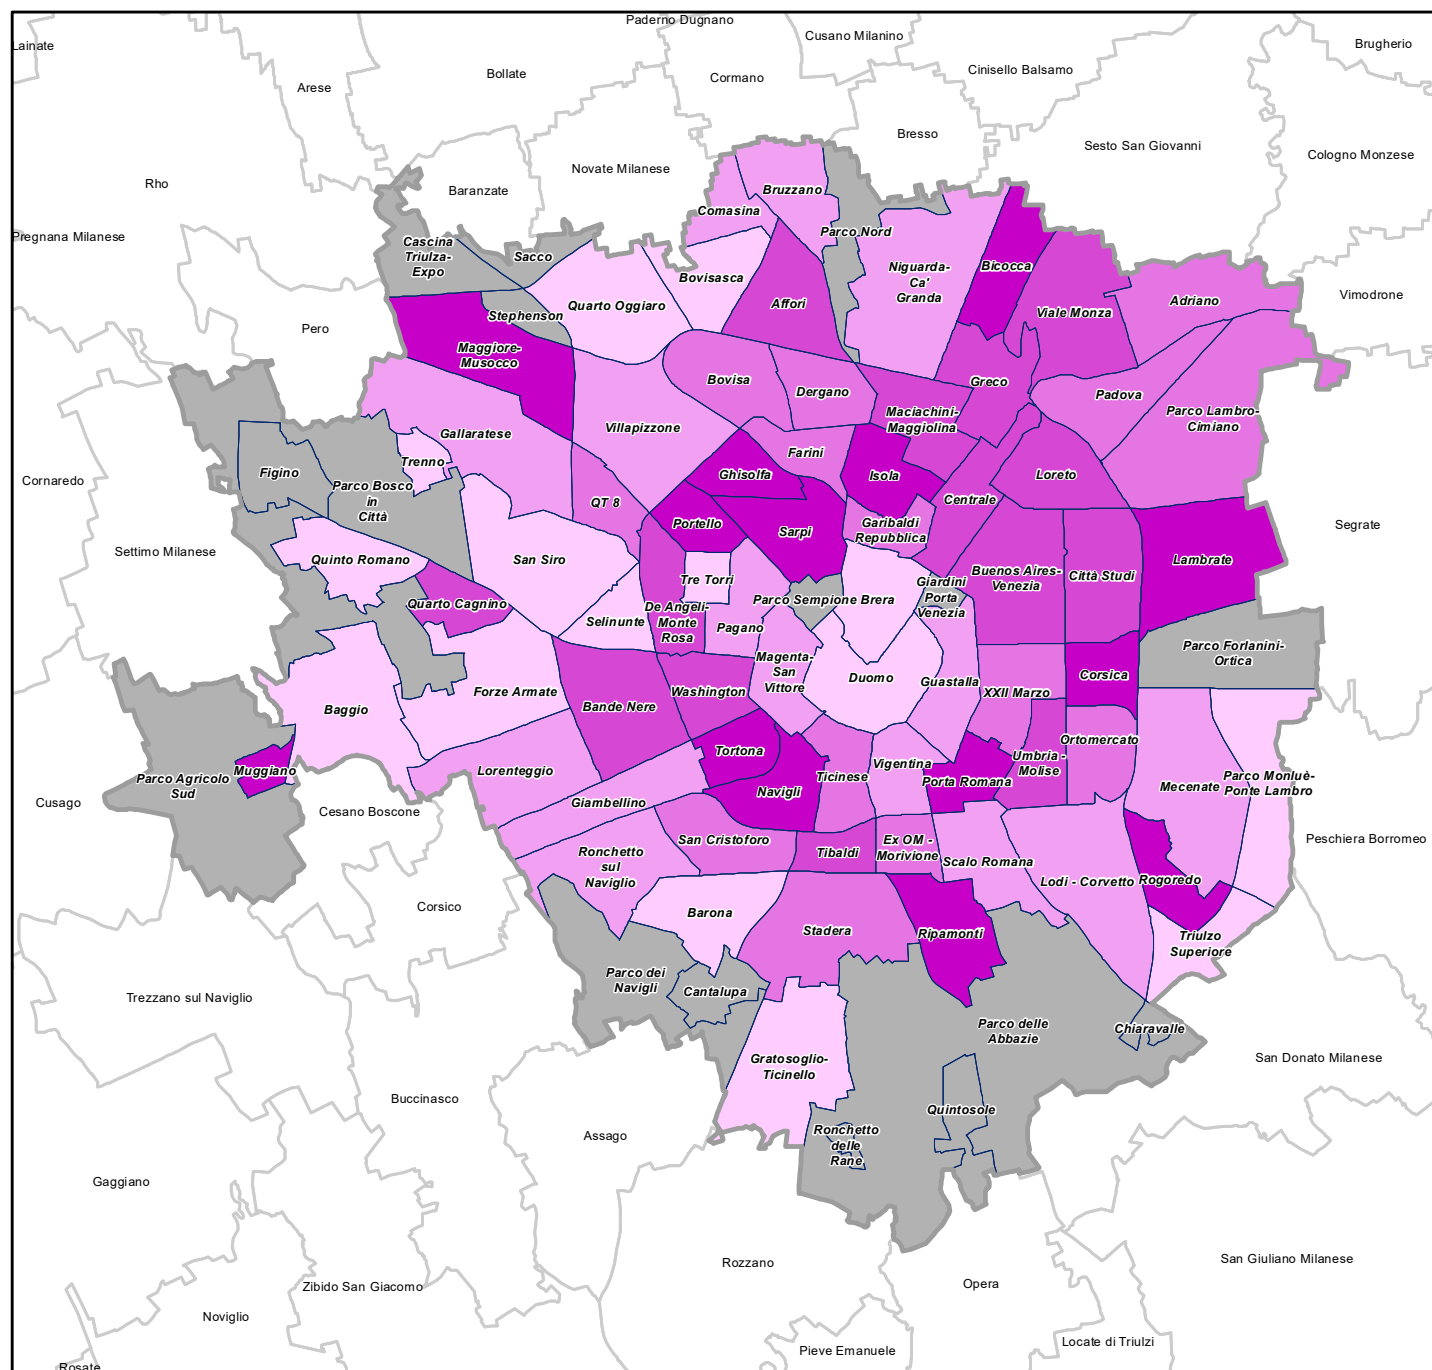 Paderno Dugnano
Cusano Milanino
Lainate
Brugherio
Bollate
Cormano
Cinisello Balsamo
Arese
Bresso
Sesto San Giovanni
Cologno Monzese
Novate Milanese
Rho
Baranzate
Bruzzano
Comasina
Pregnana Milanese
Parco Nord
Cascina
Triulza-
Expo
Sacco
Bovisasca
Niguarda-
Ca'
Granda
Bicocca
Vimodrone
Quarto Oggiaro
Affori
Adriano
Viale Monza
Stephenson
Pero
Maggiore-
Musocco
Bovisa
Dergano
Greco
Padova
Maciachini-
Maggiolina
Parco Lambro-
Cimiano
Villapizzone
Gallaratese
Farini
Trenno
Figino
Ghisolfa
Isola
Loreto
Cornaredo
Parco Bosco
in
Città
QT 8
Centrale
Portello
Sarpi
Garibaldi
Repubblica
Segrate
Settimo Milanese
Quinto Romano
San Siro
Lambrate
Tre Torri
Buenos Aires-
Venezia
Città Studi
Giardini
Porta
Venezia
Parco Sempione
Brera
Quarto Cagnino
De Angeli-
Monte
Rosa
Selinunte
Pagano
Parco Forlanini-
Ortica
Magenta-
San
Vittore
Duomo
Guastalla
XXII Marzo
Corsica
Forze Armate
Washington
Baggio
Bande Nere
Ortomercato
Tortona
Umbria -
Molise
Vigentina
Lorenteggio
Muggiano
Parco Agricolo
Sud
Ticinese
Porta Romana
Navigli
Mecenate
Parco Monluè-
Ponte Lambro
Cusago
Giambellino
Cesano Boscone
San Cristoforo
Tibaldi
Ex OM -
Morivione
Peschiera Borromeo
Ronchetto
sul
Naviglio
Scalo Romana
Lodi - Corvetto
Rogoredo
Corsico
Barona
Stadera
Ripamonti
Triulzo
Superiore
Parco dei
Navigli
Cantalupa
Trezzano sul Naviglio
Parco delle
Abbazie
Chiaravalle
San Donato Milanese
Gratosoglio-
Ticinello
Buccinasco
Quintosole
Assago
Ronchetto
delle
Rane
Gaggiano
Rozzano
San Giuliano Milanese
Opera
Zibido San Giacomo
Noviglio
Locate di Triulzi
Pieve Emanuele
Rosate